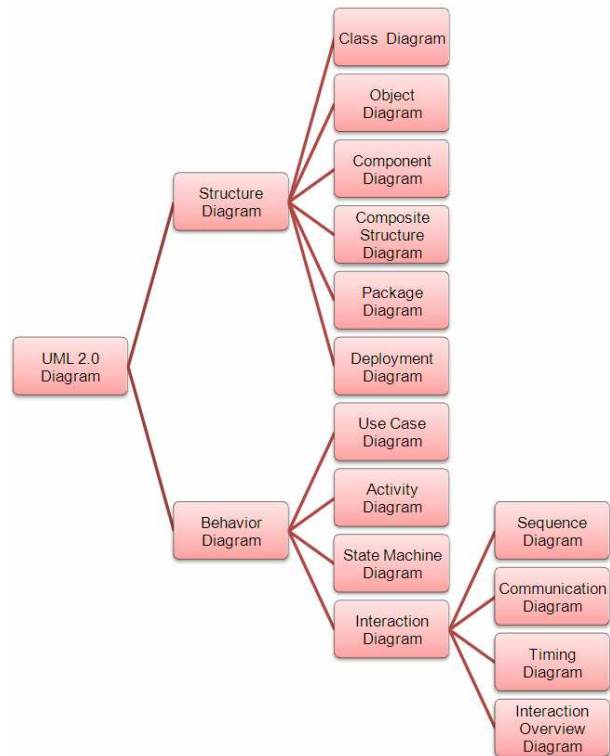 Class Diagram
Object
Diagram
Component
Diagram
Structure
Diagram
Composite
Structure
Diagram
Package
Diagram
Deployment
Diagram
UML 2.0
Diagram
Use Case
Diagram
Activity
Diagram
Behavior
Diagram
State Machine
Diagram
Interaction
Diagram
Sequence
Diagram
Communication
Diagram
Timing
Diagram
Interaction
Overview
Diagram